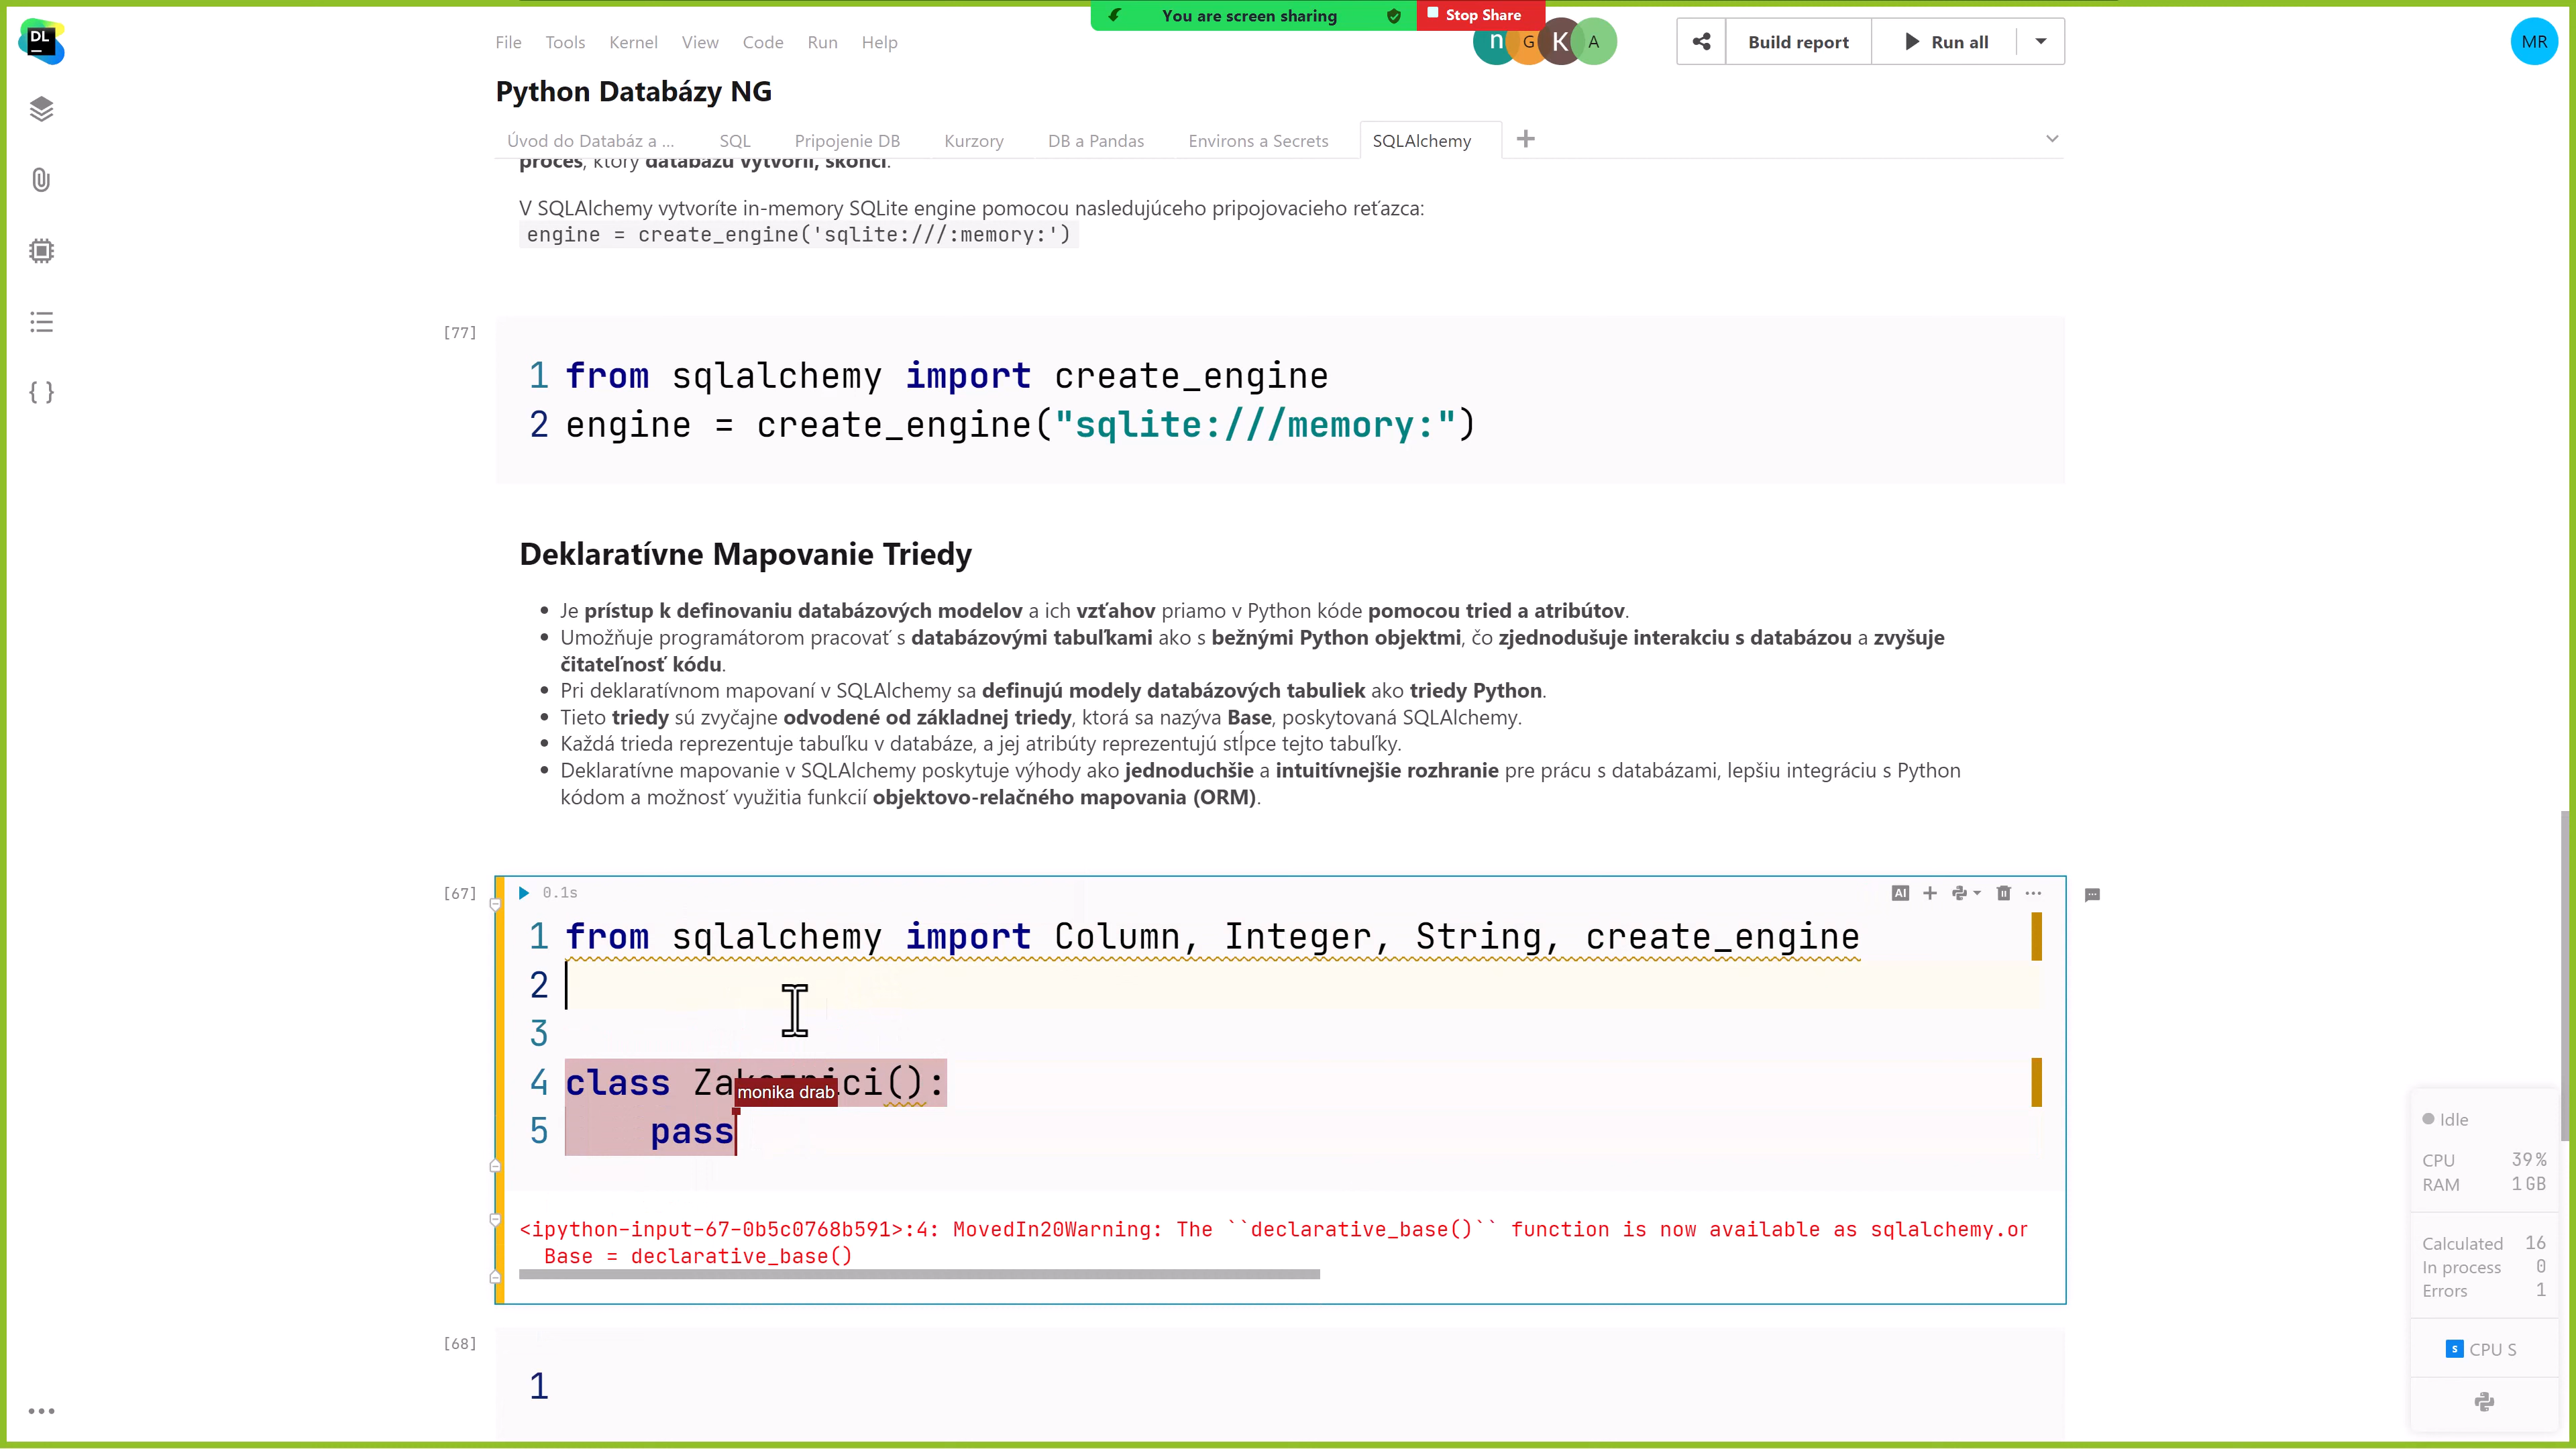 You are screen sharing
Stop Share
DL
File Tools Kernel View Code Run Help
n G K A
Build report
Run all
MR
Python Databázy NG
Úvod do Databáz a ... SQL Pripojenie DB Kurzory DB a Pandas Environs a Secrets SQLAlchemy
proces, ktorý databázu vytvoril, skončí.
V SQLAlchemy vytvoríte in-memory SQLite engine pomocou nasledujúceho pripojovacieho reťazca:
engine = create_engine('sqlite:///:memory:')
[77]
1 from sqlalchemy import create_engine
2 engine = create_engine("sqlite:///memory:")
Deklaratívne Mapovanie Triedy
• Je prístup k definovaniu databázových modelov a ich vzťahov priamo v Python kóde pomocou tried a atribútov.
• Umožňuje programátorom pracovať s databázovými tabuľkami ako s bežnými Python objektmi, čo zjednodušuje interakciu s databázou a zvyšuje
čitateľnosť kódu.
• Pri deklaratívnom mapovaní v SQLAlchemy sa definujú modely databázových tabuliek ako triedy Python.
• Tieto triedy sú zvyčajne odvodené od základnej triedy, ktorá sa nazýva Base, poskytovaná SQLAlchemy.
• Každá trieda reprezentuje tabuľku v databáze, a jej atribúty reprezentujú stĺpce tejto tabuľky.
• Deklaratívne mapovanie v SQLAlchemy poskytuje výhody ako jednoduchšie a intuitívnejšie rozhranie pre prácu s databázami, lepšiu integráciu s Python
kódom a možnosť využitia funkcií objektovo-relačného mapovania (ORM).
[67]
0.1s
AI
1 from sqlalchemy import Column, Integer, String, create_engine
2
3
4 class Zakaznici():
monika drab
5 pass
<ipython-input-67-0b5c0768b591>:4: MovedIn20Warning: The ``declarative_base()`` function is now available as sqlalchemy.or
Base = declarative_base()
[68]
1
Idle
CPU 39%
RAM 1 GB
Calculated 16
In process 0
Errors 1
S CPU S